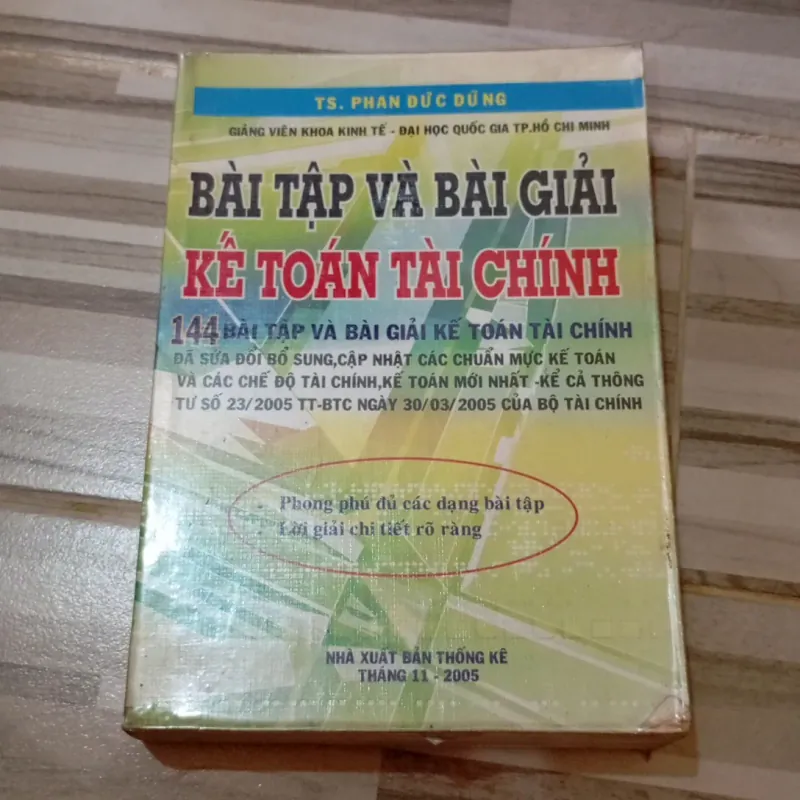 TS. PHAN ĐỨC DŨNG
GIẢNG VIÊN KHOA KINH TẾ - ĐẠI HỌC QUỐC GIA TP.HỒ CHI MINH
BÀI TẬP VÀ BÀI GIẢI
KẾ TOÁN TÀI CHÍNH
144 BÀI TẬP VÀ BÀI GIẢI KẾ TOÁN TÀI CHÍNH
ĐÃ SỬA ĐỔI BỔ SUNG,CẬP NHẬT CÁC CHUẨN MỰC KẾ TOÁN
VÀ CÁC CHẾ ĐỘ TÀI CHÍNH,KẾ TOÁN MỚI NHẤT -KỂ CẢ THÔNG
TƯ SỐ 23/2005 TT-BTC NGÀY 30/03/2005 CỦA BỘ TÀI CHÍNH
- Phong phú đủ các dạng bài tập
- Lời giải chi tiết rõ ràng
NHÀ XUẤT BẢN THỐNG KÊ
THÁNG 11 - 2005